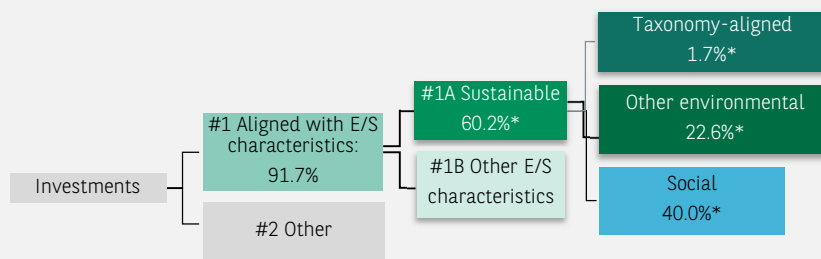 Investments
#1 Aligned with E/S
characteristics:
91.7%
#2 Other
#1A Sustainable
60.2%*
#1B Other E/S
characteristics
Taxonomy-aligned
1.7%*
Other environmental
22.6%*
Social
40.0%*